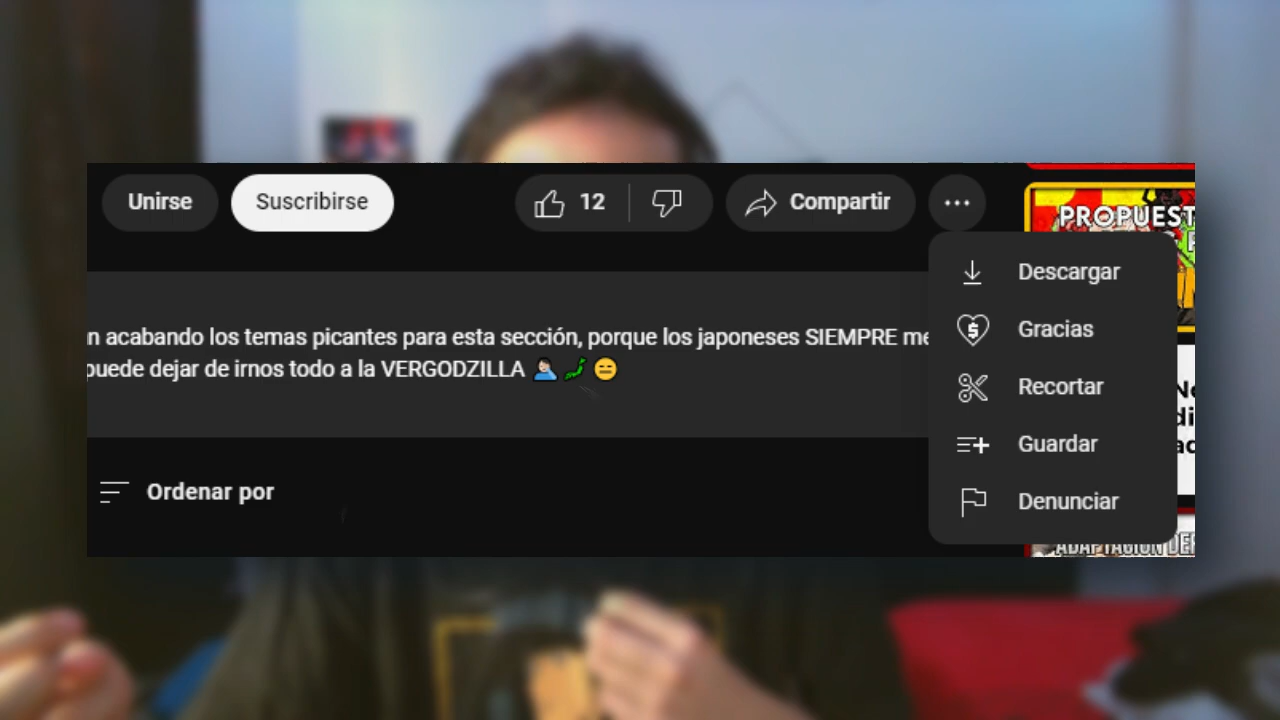 Unirse
Suscribirse
12
Compartir
PROPUEST
Descargar
n acabando los temas picantes para esta sección, porque los japoneses SIEMPRE me
puede dejar de irnos todo a la VERGODZILLA 🤦🏻‍♂️ 🐉 😑
Gracias
Recortar
Guardar
Ordenar por
Denunciar